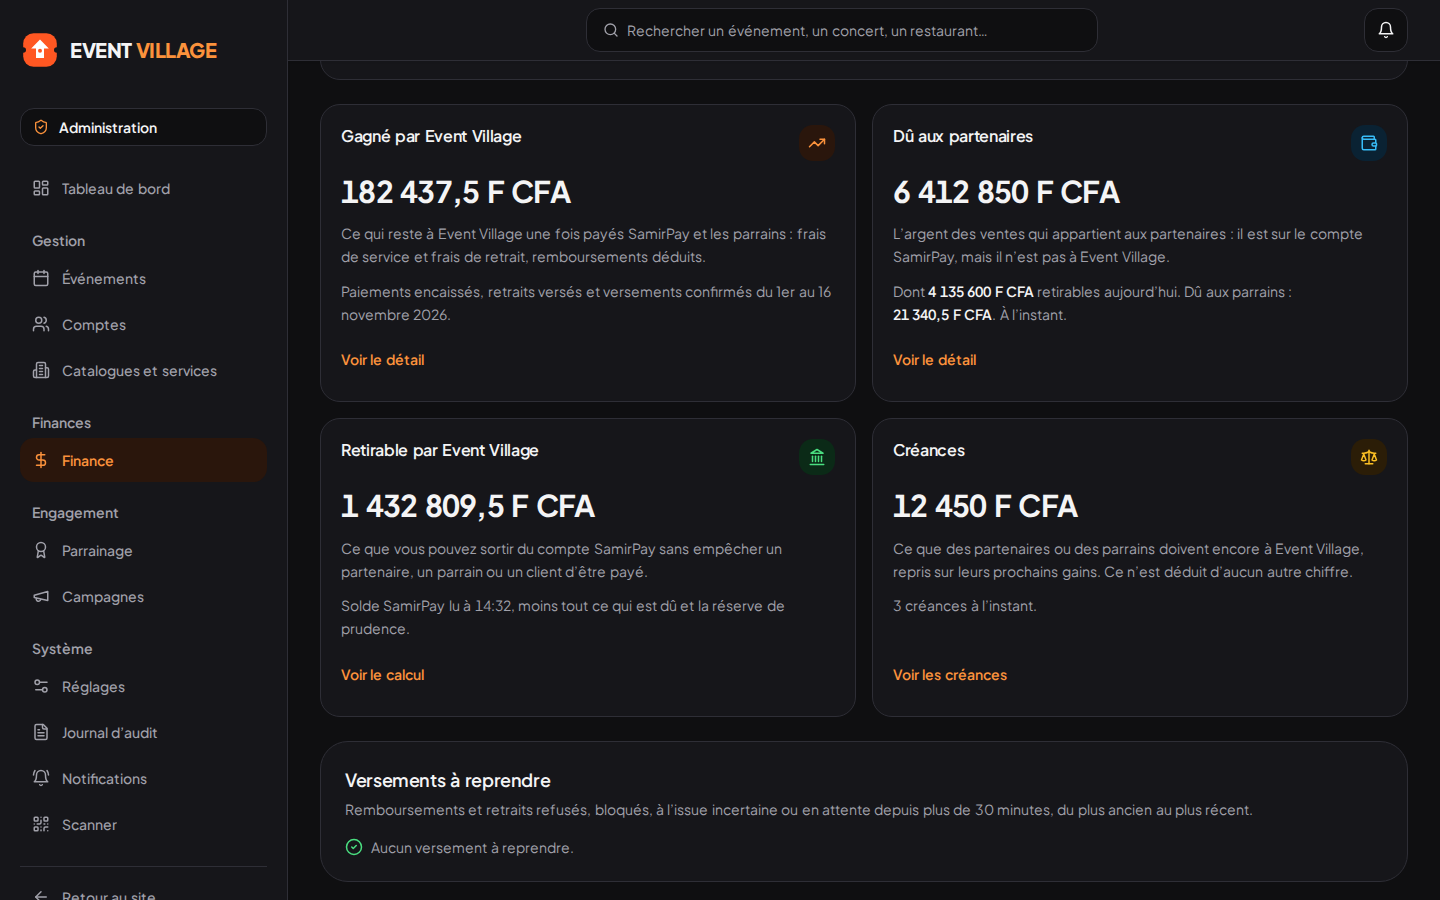 EVENT VILLAGE
Rechercher un événement, un concert, un restaurant…
Administration
Tableau de bord
Gestion
Événements
Comptes
Catalogues et services
Finances
Finance
Engagement
Parrainage
Campagnes
Système
Réglages
Journal d’audit
Notifications
Scanner
Retour au site
Gagné par Event Village
182 437,5 F CFA
Ce qui reste à Event Village une fois payés SamirPay et les parrains : frais
de service et frais de retrait, remboursements déduits.
Paiements encaissés, retraits versés et versements confirmés du 1er au 16
novembre 2026.
Voir le détail
Dû aux partenaires
6 412 850 F CFA
L’argent des ventes qui appartient aux partenaires : il est sur le compte
SamirPay, mais il n’est pas à Event Village.
Dont 4 135 600 F CFA retirables aujourd’hui. Dû aux parrains :
21 340,5 F CFA. À l’instant.
Voir le détail
Retirable par Event Village
1 432 809,5 F CFA
Ce que vous pouvez sortir du compte SamirPay sans empêcher un
partenaire, un parrain ou un client d’être payé.
Solde SamirPay lu à 14:32, moins tout ce qui est dû et la réserve de
prudence.
Voir le calcul
Créances
12 450 F CFA
Ce que des partenaires ou des parrains doivent encore à Event Village,
repris sur leurs prochains gains. Ce n’est déduit d’aucun autre chiffre.
3 créances à l’instant.
Voir les créances
Versements à reprendre
Remboursements et retraits refusés, bloqués, à l’issue incertaine ou en attente depuis plus de 30 minutes, du plus ancien au plus récent.
Aucun versement à reprendre.